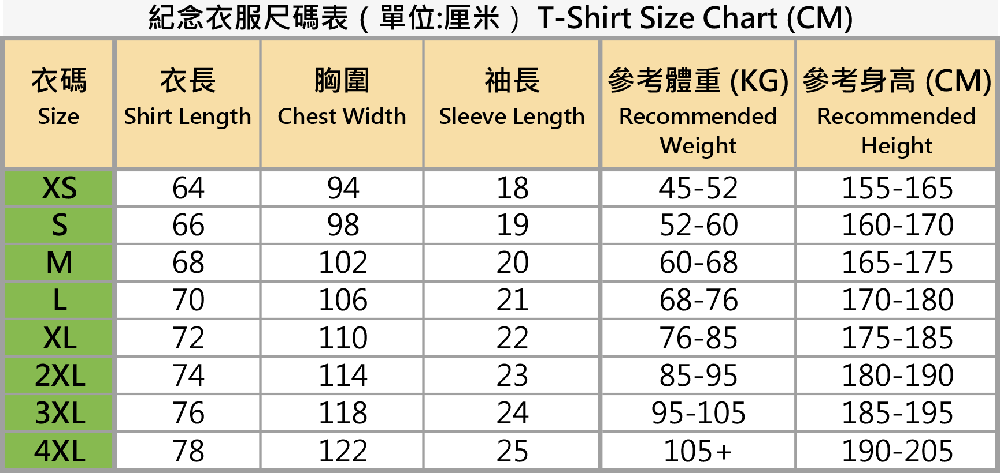 紀念衣服尺碼表（單位:厘米） T-Shirt Size Chart (CM)
衣碼 衣長 胸圍 袖長 參考體重 (KG) 參考身高 (CM)
Size Shirt Length Chest Width Sleeve Length Recommended Weight Recommended Height
XS 64 94 18 45-52 155-165
S 66 98 19 52-60 160-170
M 68 102 20 60-68 165-175
L 70 106 21 68-76 170-180
XL 72 110 22 76-85 175-185
2XL 74 114 23 85-95 180-190
3XL 76 118 24 95-105 185-195
4XL 78 122 25 105+ 190-205